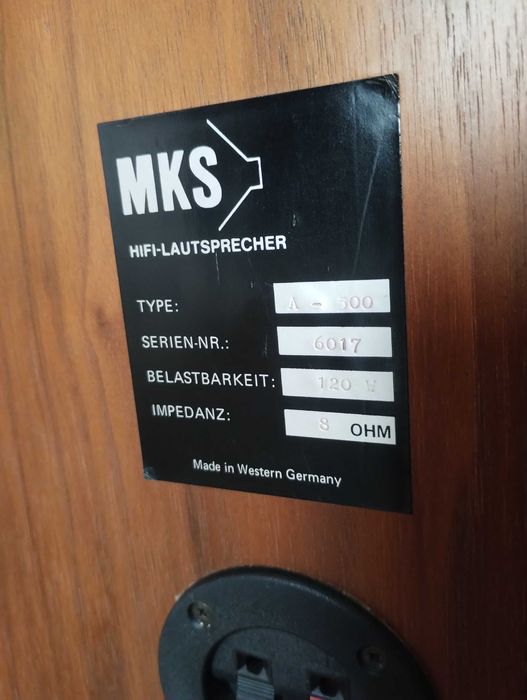 MKS
HIFI-LAUTSPRECHER
TYPE: A - 500
SERIEN-NR.: 6017
BELASTBARKEIT: 120 W
IMPEDANZ: 8 OHM
Made in Western Germany